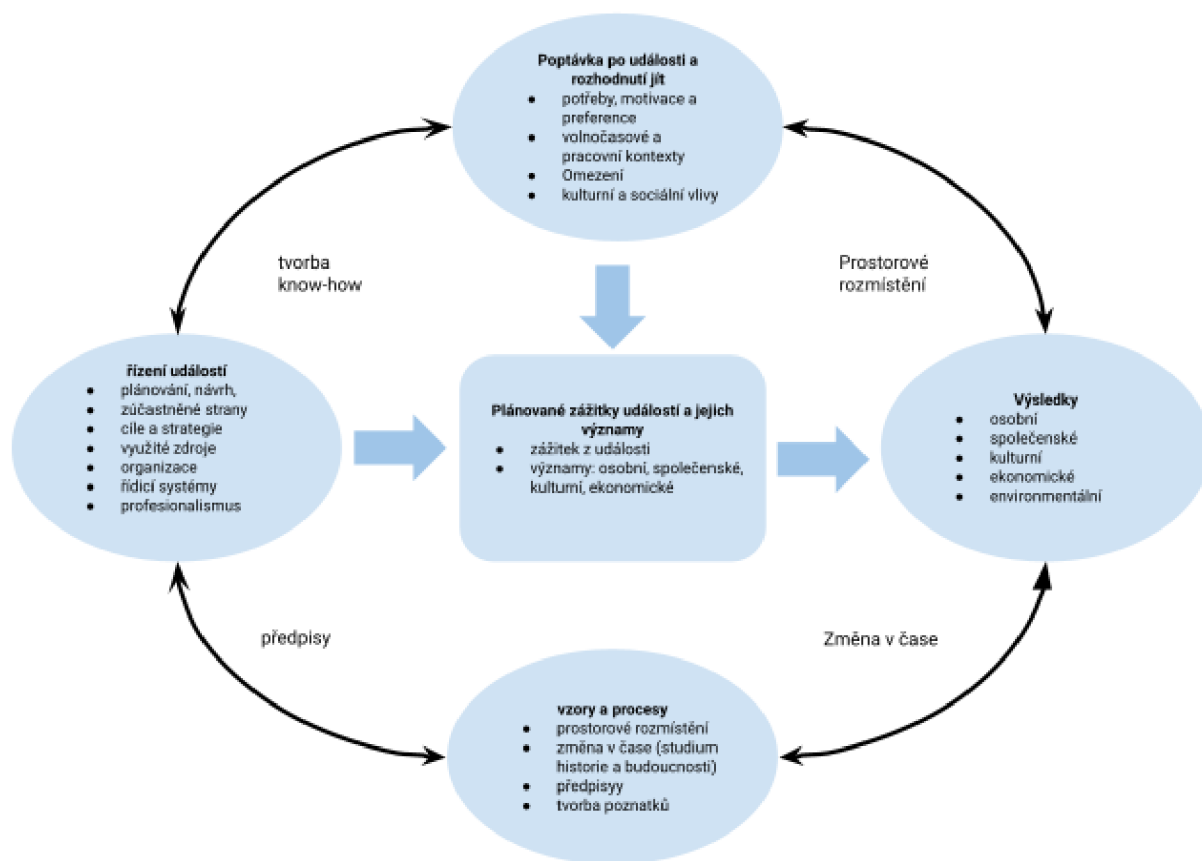 Poptávka po události a
rozhodnutí jít
● potřeby, motivace a
preference
● volnočasové a
pracovní kontexty
● Omezení
● kulturní a sociální vlivy
tvorba
know-how
Prostorové
rozmístění
řízení událostí
● plánování, návrh,
● zúčastněné strany
● cíle a strategie
● využíté zdroje
● organizace
● řídicí systémy
● profesionalismus
Plánované zážitky událostí a jejich
významy
● zážitek z události
● významy: osobní, společenské,
kulturní, ekonomické
Výsledky
● osobní
● společenské
● kulturní
● ekonomické
● environmentální
předpisy
Změna v čase
vzory a procesy
● prostorové rozmístění
● změna v čase (studium
historie a budoucnosti)
● předpisyy
● tvorba poznatků